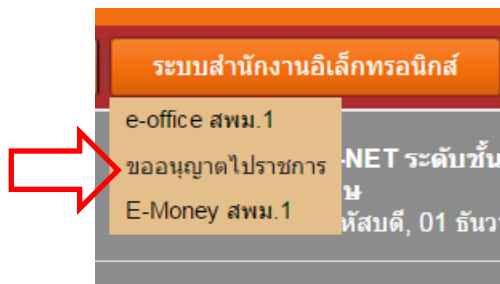 ระบบสำนักงานอิเล็กทรอนิกส์
e-office สพม.1
ขออนุญาตไปราชการ
-NET ระดับชั้น
ษ
E-Money สพม.1
หัสบดี, 01 ธันว